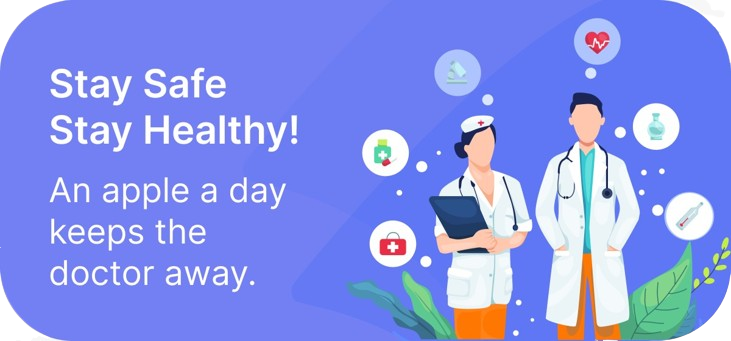 Stay Safe
Stay Healthy!
An apple a day
keeps the
doctor away.